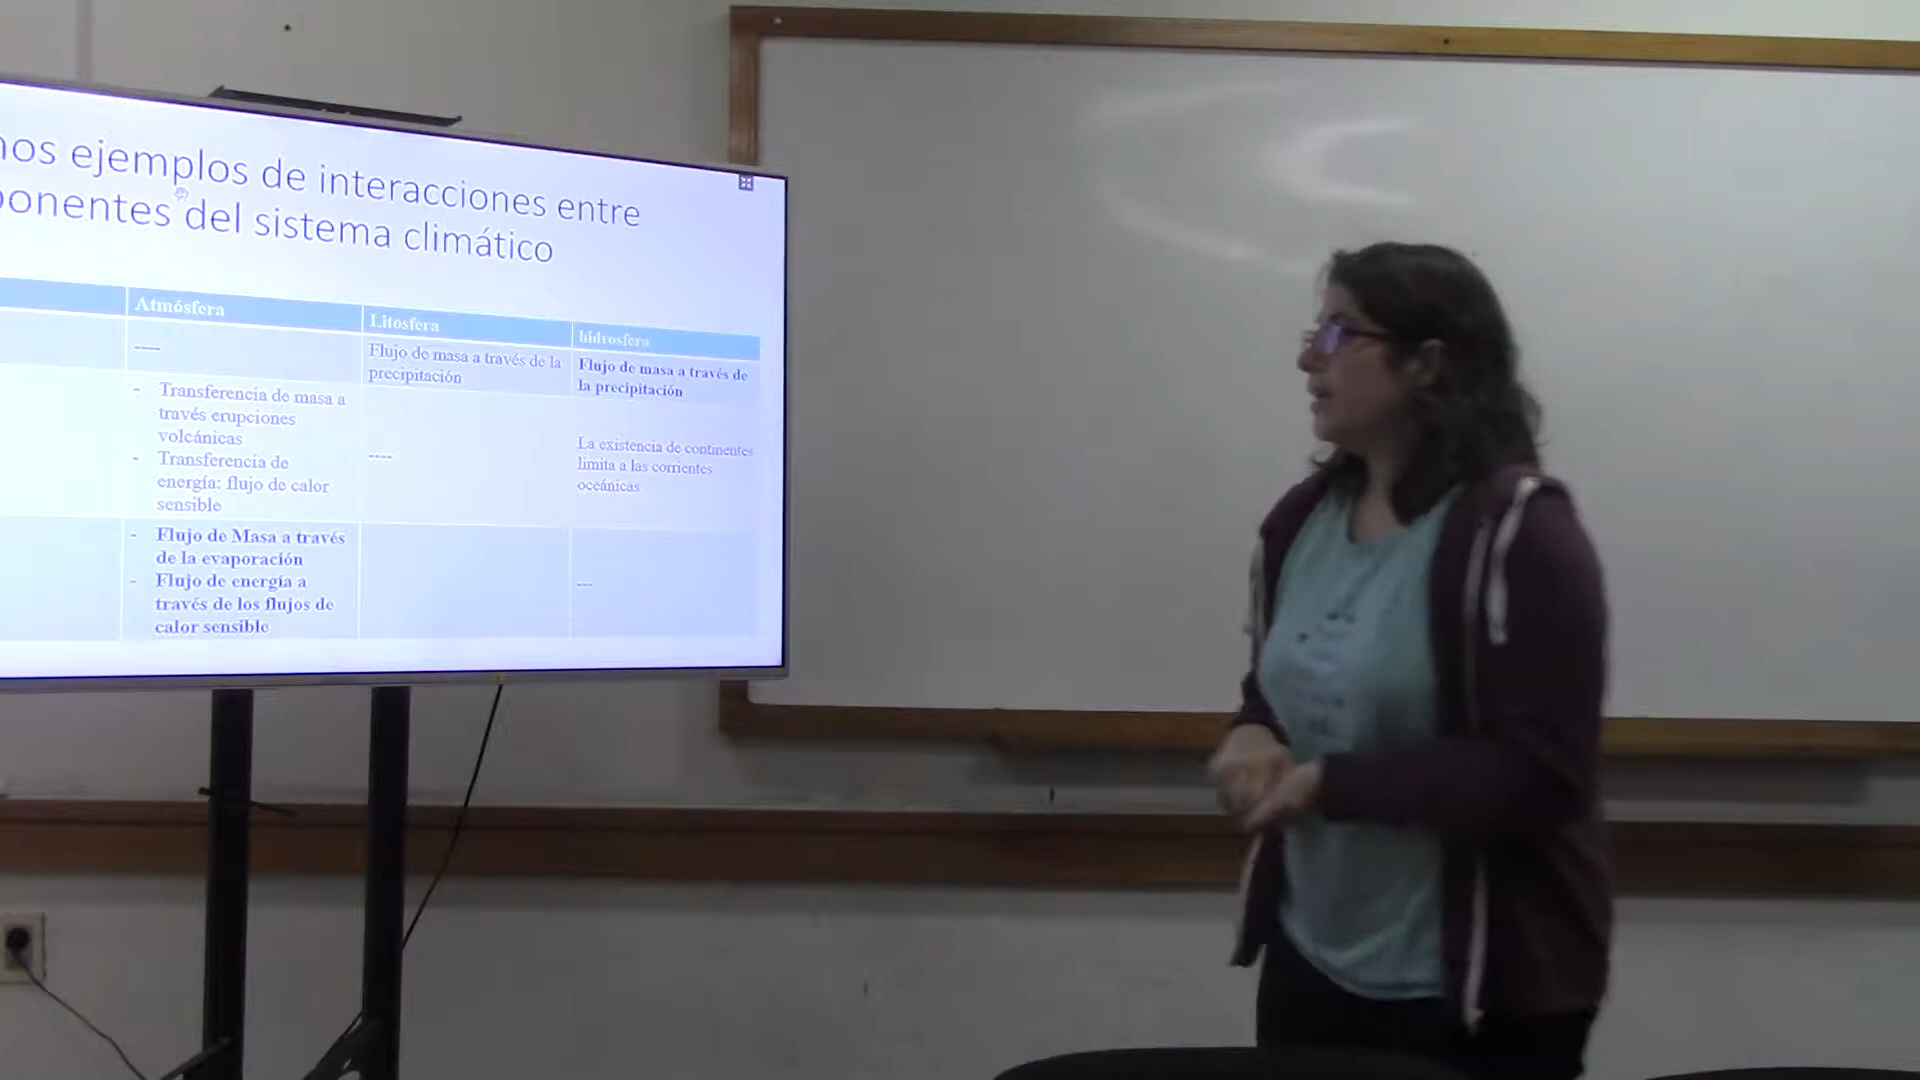 nos ejemplos de interacciones entre
ponentes del sistema climático
Atmósfera
Litosfera
hidrosfera
-----
Flujo de masa a través de la
precipitación
Flujo de masa a través de
la precipitación
- Transferencia de masa a
través erupciones
volcánicas
- Transferencia de
energía: flujo de calor
sensible
----
La existencia de continentes
limita a las corrientes
oceánicas
- Flujo de Masa a través
de la evaporación
- Flujo de energía a
través de los flujos de
calor sensible
---